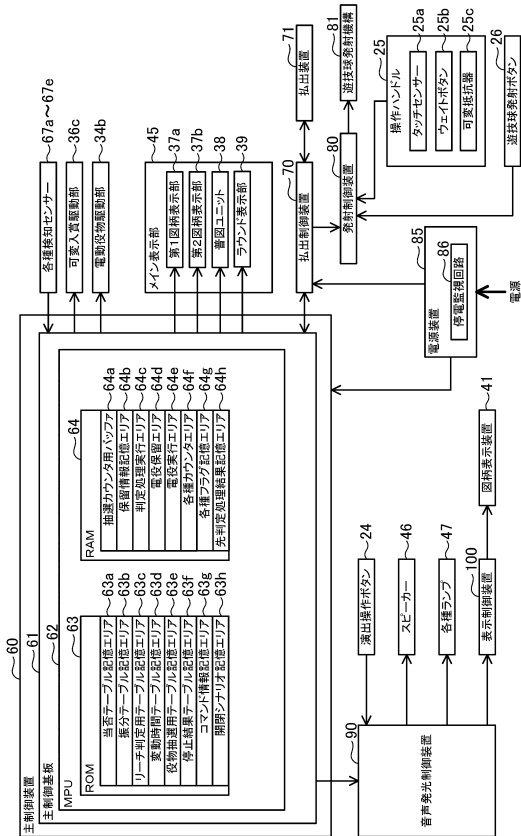 60
主制御装置
61
主制御基板
62
MPU
63
ROM
当否テーブル記憶エリア 63a
振分テーブル記憶エリア 63b
リーチ判定用テーブル記憶エリア 63c
変動時間テーブル記憶エリア 63d
役物抽選用テーブル記憶エリア 63e
停止結果テーブル記憶エリア 63f
コマンド情報記憶エリア 63g
開閉シナリオ記憶エリア 63h
64
RAM
抽選カウンタ用バッファ 64a
保留情報記憶エリア 64b
判定処理実行エリア 64c
電役保留エリア 64d
電役実行エリア 64e
各種カウンタエリア 64f
各種フラグ記憶エリア 64g
先判定処理結果記憶エリア 64h
各種検知センサー 67a～67e
可変入賞駆動部 36c
電動役物駆動部 34b
メイン表示部 45
第1図柄表示部 37a
第2図柄表示部 37b
普図ユニット 38
ラウンド表示部 39
払出制御装置 70
払出装置 71
発射制御装置 80
遊技球発射機構 81
操作ハンドル 25
タッチセンサー 25a
ウェイトボタン 25b
可変抵抗器 25c
遊技球発射ボタン 26
電源装置 85
停電監視回路 86
電源
90
音声発光制御装置
演出操作ボタン 24
スピーカー 46
各種ランプ 47
表示制御装置 100
図柄表示装置 41